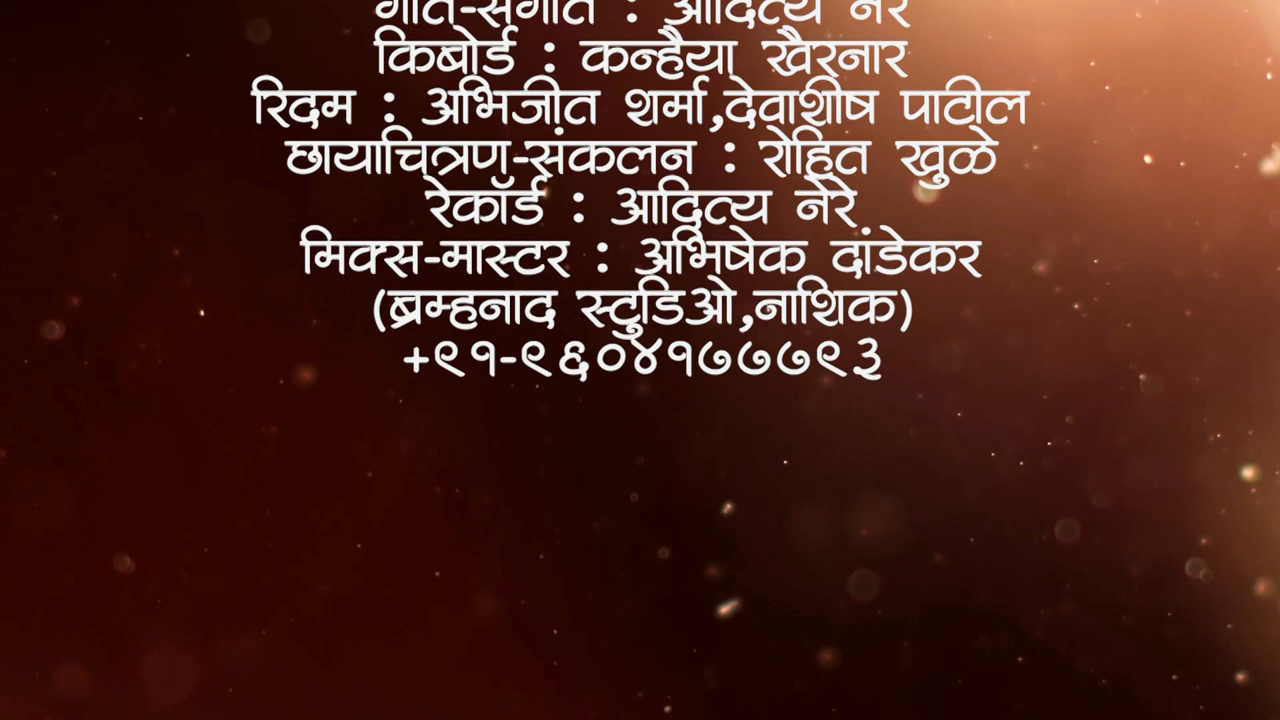 गीत-संगीत : आदित्य नेरे
किबोर्ड : कन्हैया खैरनार
रिदम : अभिजीत शर्मा,देवाशीष पाटील
छायाचित्रण-संकलन : रोहित खुळे
रेकॉर्ड : आदित्य नेरे
मिक्स-मास्टर : अभिषेक दांडेकर
(ब्रम्हनाद स्टुडिओ,नाशिक)
+९१-९६०४१७७७९३